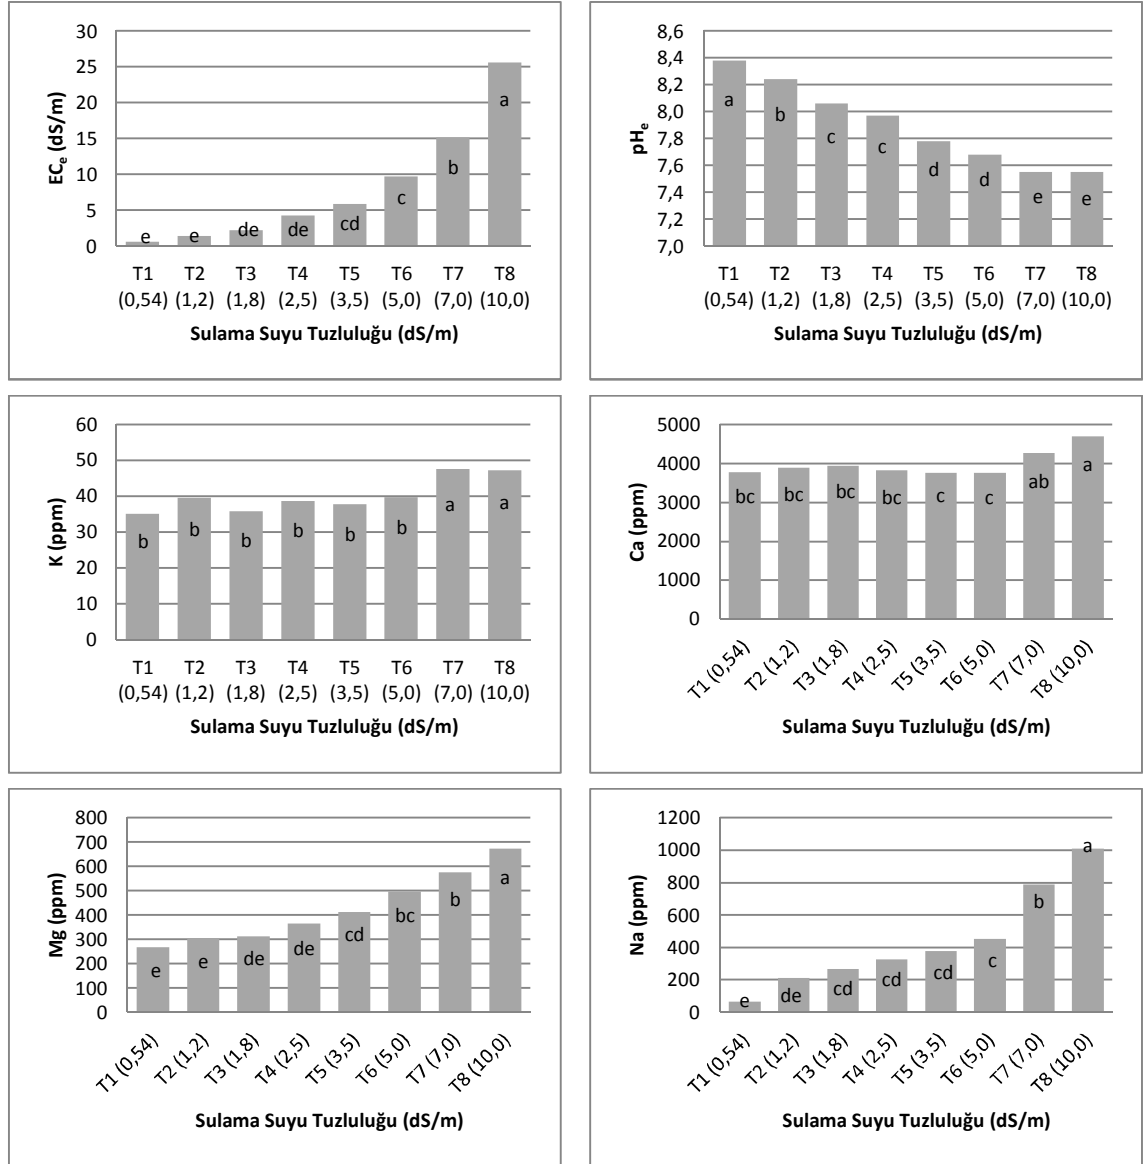 ECₑ (dS/m)
30
25
20
15
10
5
0
e e de de cd c b a
T1 T2 T3 T4 T5 T6 T7 T8
(0,54) (1,2) (1,8) (2,5) (3,5) (5,0) (7,0) (10,0)
Sulama Suyu Tuzluluğu (dS/m)
pHₑ
8,6
8,4
8,2
8,0
7,8
7,6
7,4
7,2
7,0
a b c c d d e e
T1 T2 T3 T4 T5 T6 T7 T8
(0,54) (1,2) (1,8) (2,5) (3,5) (5,0) (7,0) (10,0)
Sulama Suyu Tuzluluğu (dS/m)
K (ppm)
60
50
40
30
20
10
0
b b b b b b a a
T1 T2 T3 T4 T5 T6 T7 T8
(0,54) (1,2) (1,8) (2,5) (3,5) (5,0) (7,0) (10,0)
Sulama Suyu Tuzluluğu (dS/m)
Ca (ppm)
5000
4000
3000
2000
1000
0
bc bc bc bc c c ab a
T1 (0,54) T2 (1,2) T3 (1,8) T4 (2,5) T5 (3,5) T6 (5,0) T7 (7,0) T8 (10,0)
Sulama Suyu Tuzluluğu (dS/m)
Mg (ppm)
800
700
600
500
400
300
200
100
0
e e de de cd bc b a
T1 (0,54) T2 (1,2) T3 (1,8) T4 (2,5) T5 (3,5) T6 (5,0) T7 (7,0) T8 (10,0)
Sulama Suyu Tuzluluğu (dS/m)
Na (ppm)
1200
1000
800
600
400
200
0
e de cd cd cd c b a
T1 (0,54) T2 (1,2) T3 (1,8) T4 (2,5) T5 (3,5) T6 (5,0) T7 (7,0) T8 (10,0)
Sulama Suyu Tuzluluğu (dS/m)